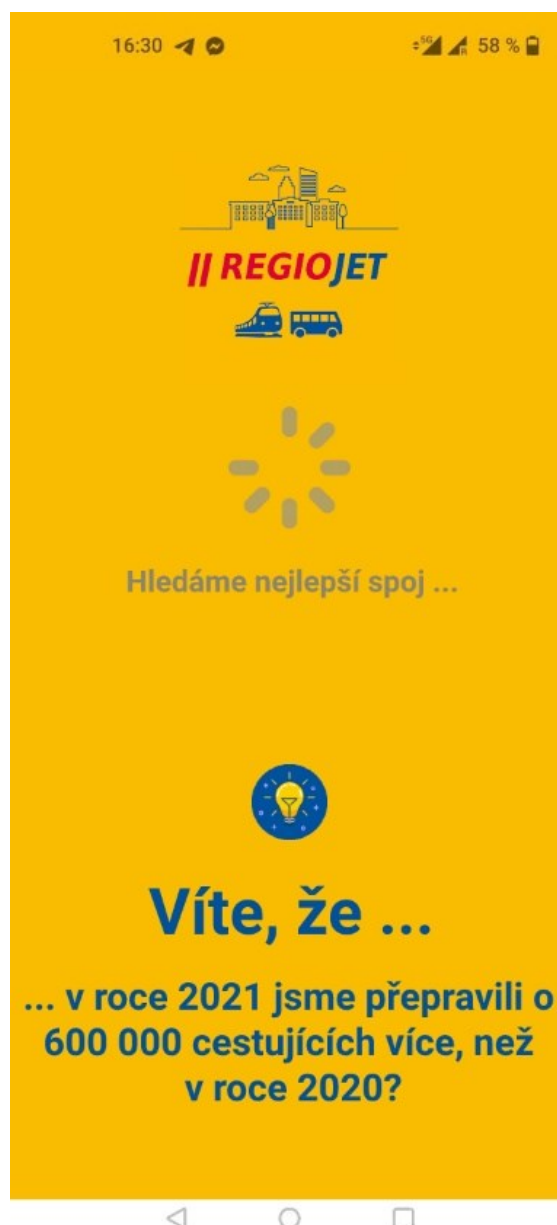 16:30
5G R 58 %
|| REGIOJET
Hledáme nejlepší spoj ...
Víte, že ...
... v roce 2021 jsme přepravili o
600 000 cestujících více, než
v roce 2020?